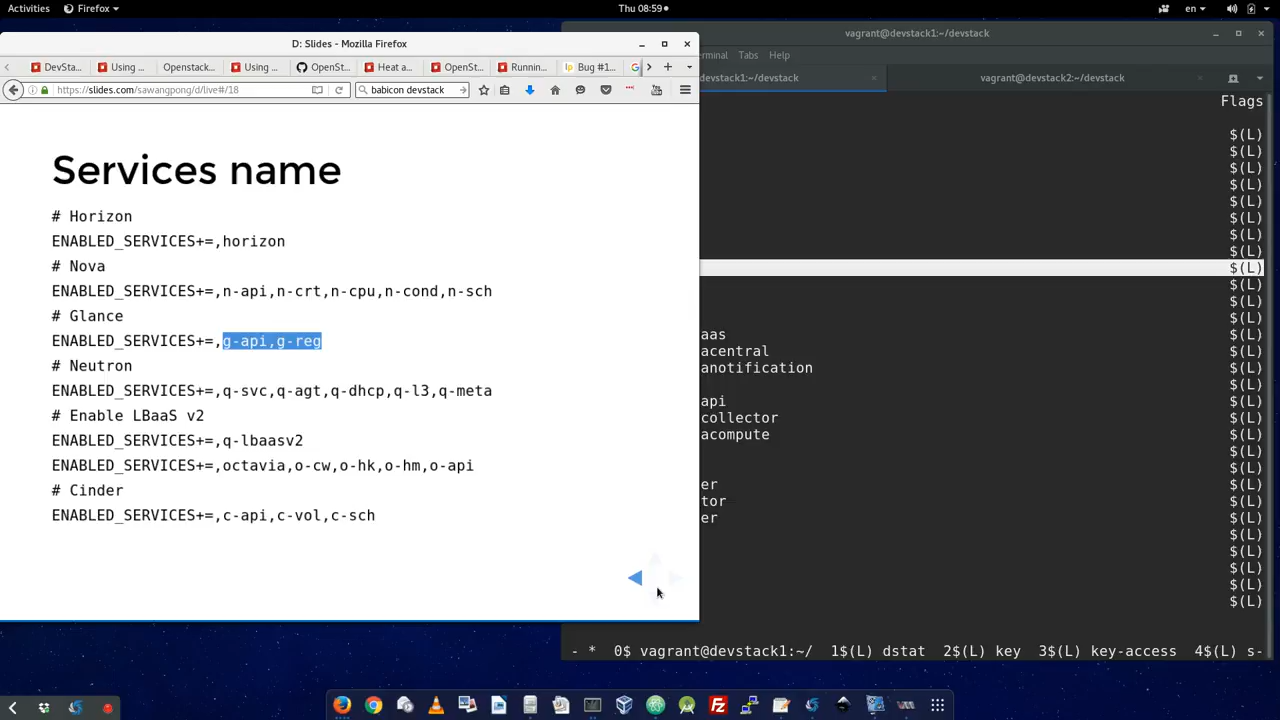 Activities
Firefox
Thu 08:59
en
D: Slides - Mozilla Firefox
DevSta...
Using ...
Openstack...
Using ...
OpenSt...
Heat a...
OpenSt...
Runnin...
Bug #1...
https://slides.com/sawangpong/d/live#/18
babicon devstack
Services name
# Horizon
ENABLED_SERVICES+=,horizon
# Nova
ENABLED_SERVICES+=,n-api,n-crt,n-cpu,n-cond,n-sch
# Glance
ENABLED_SERVICES+=,g-api,g-reg
# Neutron
ENABLED_SERVICES+=,q-svc,q-agt,q-dhcp,q-l3,q-meta
# Enable LBaaS v2
ENABLED_SERVICES+=,q-lbaasv2
ENABLED_SERVICES+=,octavia,o-cw,o-hk,o-hm,o-api
# Cinder
ENABLED_SERVICES+=,c-api,c-vol,c-sch
vagrant@devstack1:~/devstack
rminal Tabs Help
devstack1:~/devstack
vagrant@devstack2:~/devstack
Flags
$(L)
$(L)
$(L)
$(L)
$(L)
$(L)
$(L)
$(L)
$(L)
$(L)
$(L)
$(L)
aas $(L)
acentral $(L)
anotification $(L)
$(L)
api $(L)
collector $(L)
acompute $(L)
$(L)
$(L)
er $(L)
tor $(L)
er $(L)
$(L)
$(L)
$(L)
$(L)
$(L)
- * 0$ vagrant@devstack1:~/ 1$(L) dstat 2$(L) key 3$(L) key-access 4$(L) s-